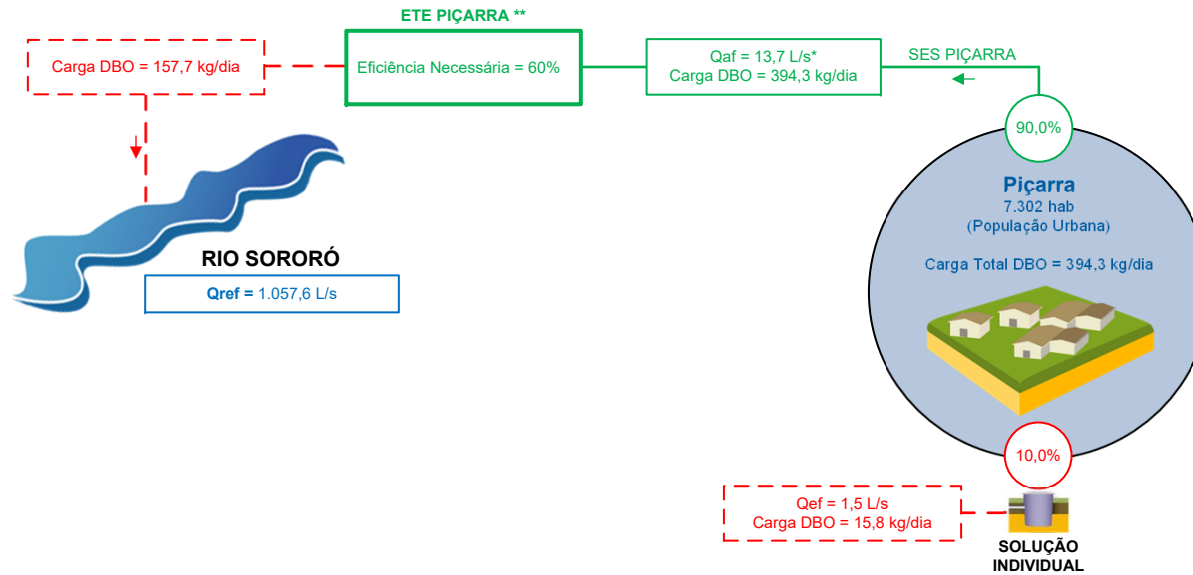 ETE PIÇARRA **
Carga DBO = 157,7 kg/dia
Eficiência Necessária = 60%
Qaf = 13,7 L/s*
Carga DBO = 394,3 kg/dia
SES PIÇARRA
90,0%
Piçarra
7.302 hab
(População Urbana)
Carga Total DBO = 394,3 kg/dia
RIO SORORÓ
Qref = 1.057,6 L/s
10,0%
Qef = 1,5 L/s
Carga DBO = 15,8 kg/dia
SOLUÇÃO
INDIVIDUAL